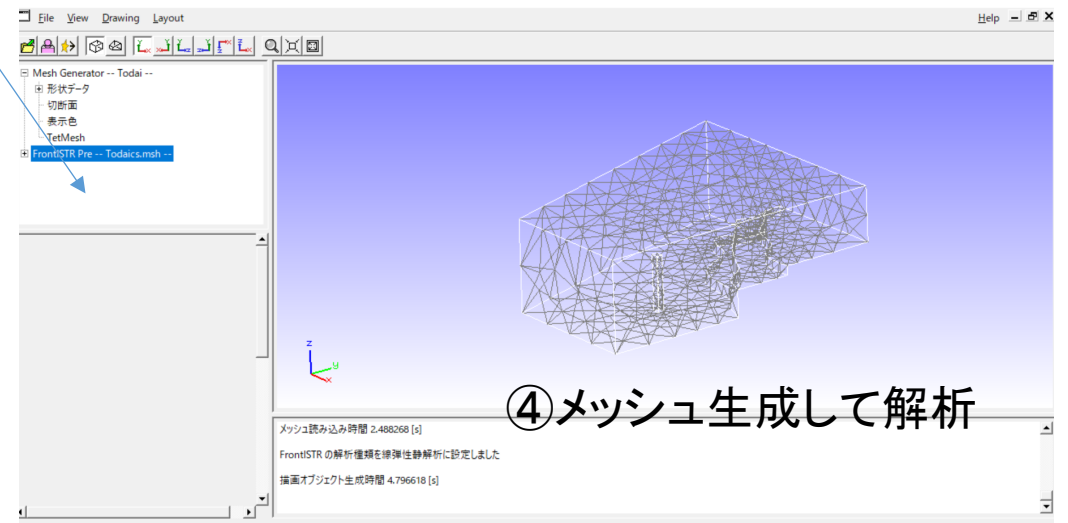 File View Drawing Layout Help
Mesh Generator -- Todai --
形状データ
切断面
表示色
TetMesh
FrontISTR Pre -- Todaics.msh --
z
y
x
④メッシュ生成して解析
メッシュ読み込み時間 2.488268 [s]
FrontISTR の解析種類を線弾性静解析に設定しました
描画オブジェクト生成時間 4.796618 [s]